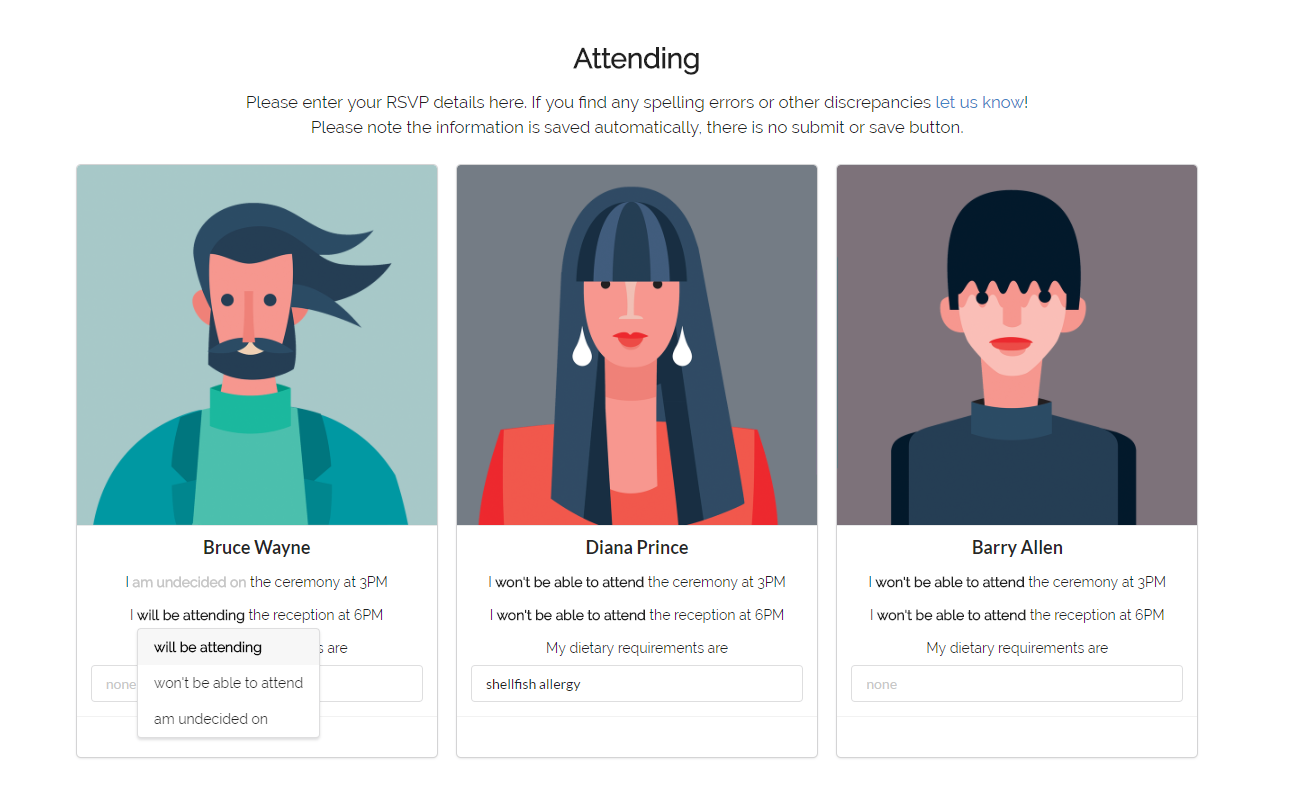 Attending
Please enter your RSVP details here. If you find any spelling errors or other discrepancies let us know!
Please note the information is saved automatically, there is no submit or save button.
Bruce Wayne
I am undecided on the ceremony at 3PM
I will be attending the reception at 6PM
s are
none
will be attending
won't be able to attend
am undecided on
Diana Prince
I won't be able to attend the ceremony at 3PM
I won't be able to attend the reception at 6PM
My dietary requirements are
shellfish allergy
Barry Allen
I won't be able to attend the ceremony at 3PM
I won't be able to attend the reception at 6PM
My dietary requirements are
none